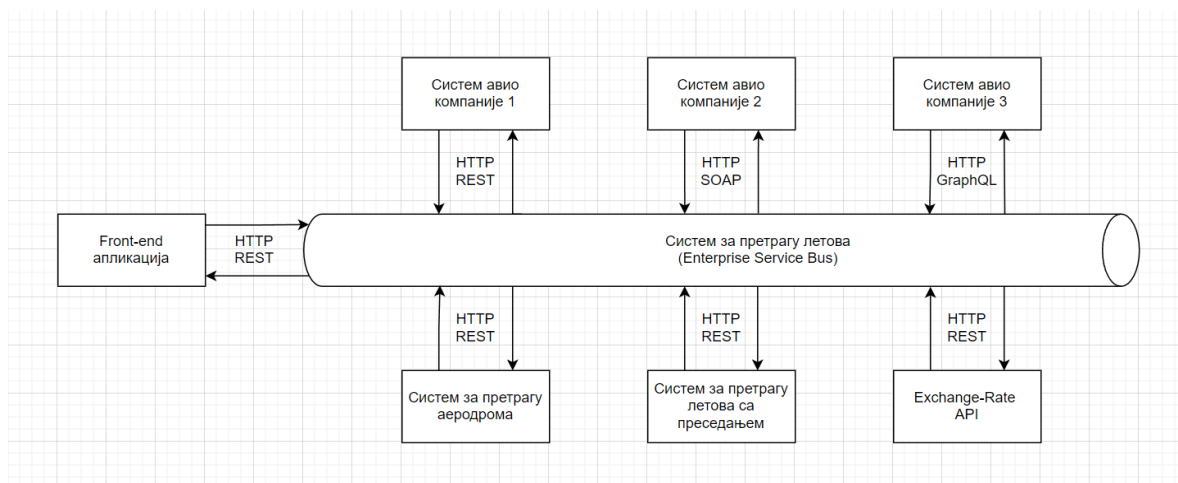 Систем авио
компаније 1
Систем авио
компаније 2
Систем авио
компаније 3
HTTP
REST
HTTP
SOAP
HTTP
GraphQL
Front-end
апликација
HTTP
REST
Систем за претрагу летова
(Enterprise Service Bus)
HTTP
REST
HTTP
REST
HTTP
REST
Систем за претрагу
аеродрома
Систем за претрагу
летова са
преседањем
Exchange-Rate
API